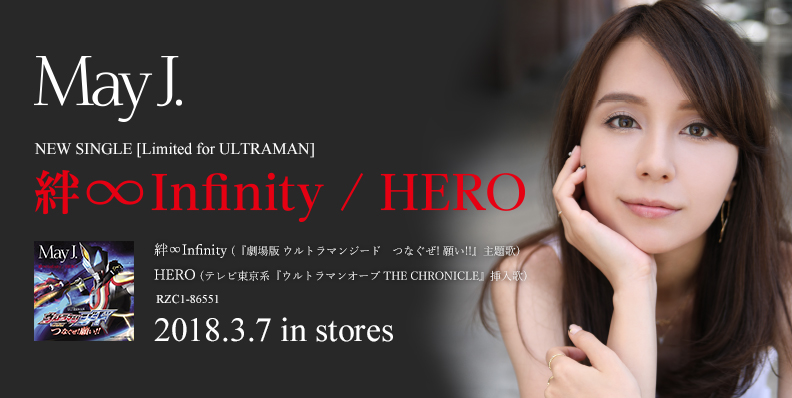 May J.
NEW SINGLE [Limited for ULTRAMAN]
絆∞Infinity / HERO
May J.
つなぐぜ!願い!!
絆∞Infinity（『劇場版 ウルトラマンジード　つなぐぜ! 願い!!』主題歌）
HERO（テレビ東京系『ウルトラマンオーブ THE CHRONICLE』挿入歌）
RZC1-86551
2018.3.7 in stores